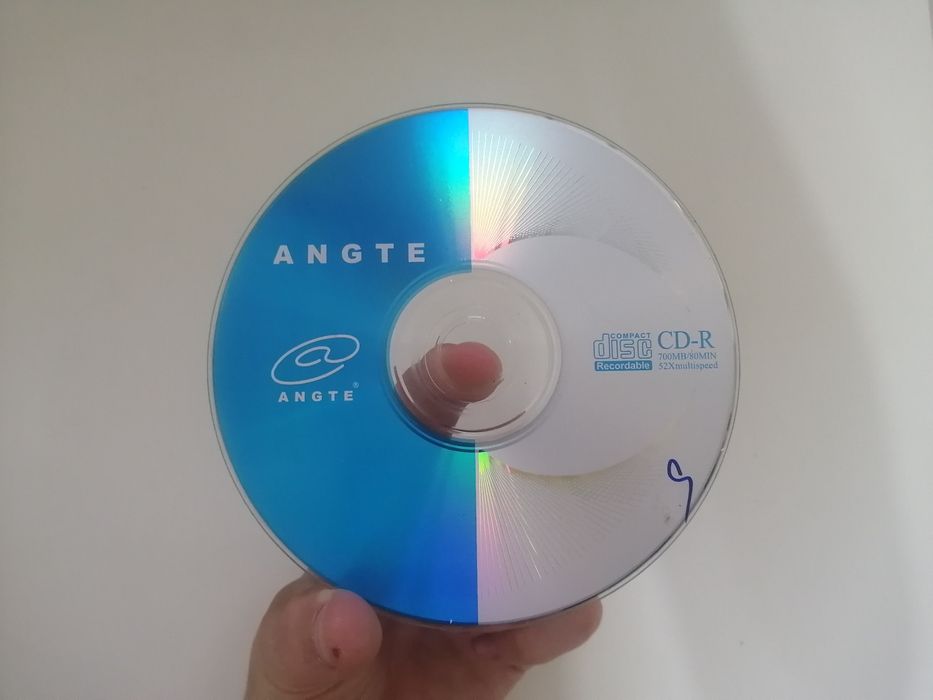 ANGTE
@
ANGTE®
COMPACT
disc
Recordable
CD-R
700MB/80MIN
52Xmultispeed